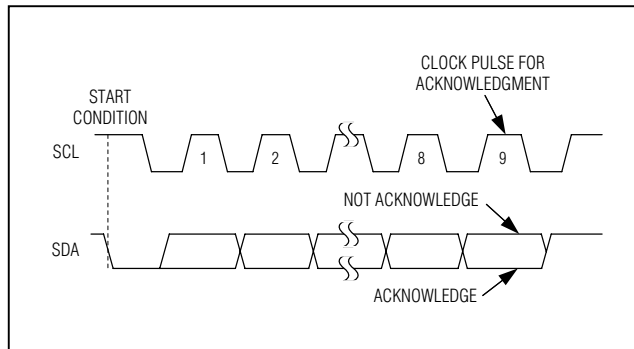 CLOCK PULSE FOR
ACKNOWLEDGMENT
START
CONDITION
SCL
1
2
8
9
NOT ACKNOWLEDGE
SDA
ACKNOWLEDGE